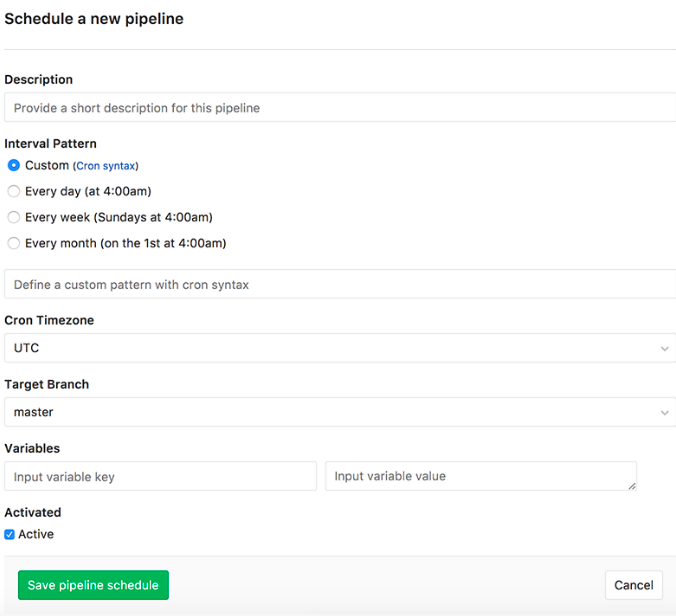 Schedule a new pipeline
Description
Provide a short description for this pipeline
Interval Pattern
Custom (Cron syntax)
Every day (at 4:00am)
Every week (Sundays at 4:00am)
Every month (on the 1st at 4:00am)
Define a custom pattern with cron syntax
Cron Timezone
UTC
Target Branch
master
Variables
Input variable key
Input variable value
Activated
Active
Save pipeline schedule
Cancel